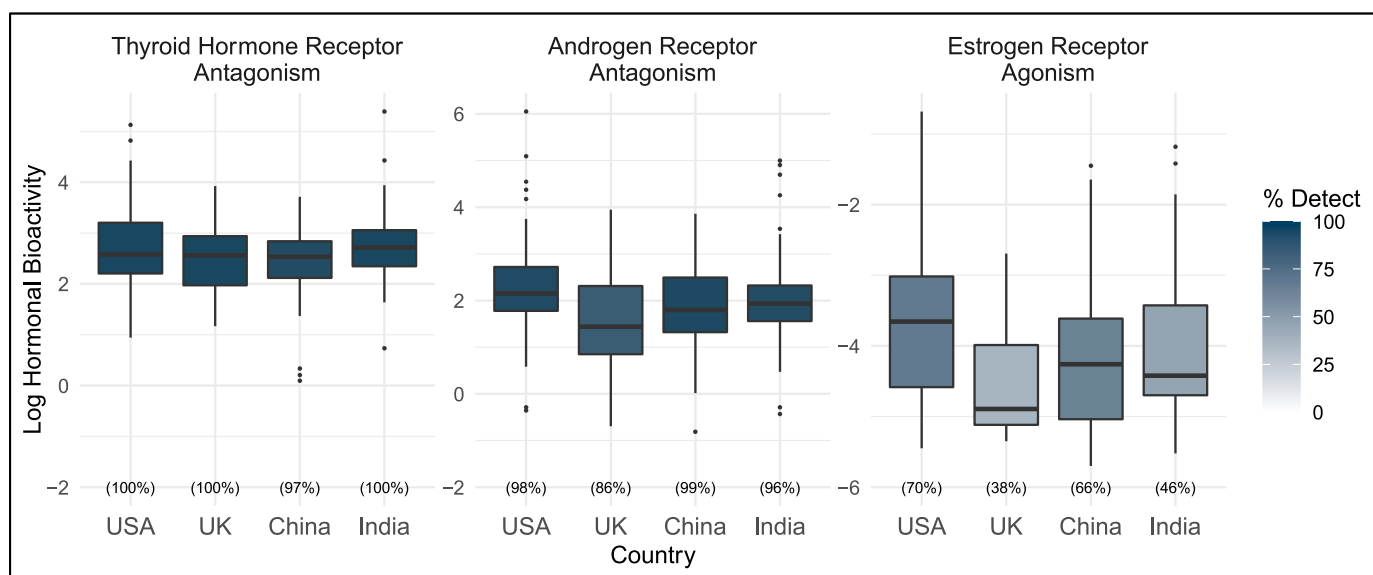 Thyroid Hormone Receptor
Antagonism
Androgen Receptor
Antagonism
Estrogen Receptor
Agonism
Log Hormonal Bioactivity
4
2
0
−2
6
4
2
0
−2
−2
−4
−6
(100%) (100%) (97%) (100%)
(98%) (86%) (99%) (96%)
(70%) (38%) (66%) (46%)
USA UK China India
USA UK China India
USA UK China India
Country
% Detect
100
75
50
25
0